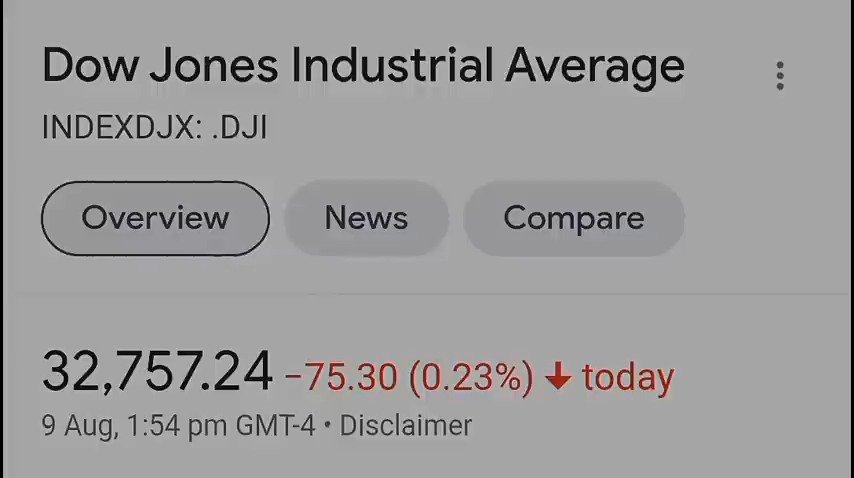 Dow Jones Industrial Average
INDEXDJX: .DJI
Overview News Compare
32,757.24 −75.30 (0.23%) ↓ today
9 Aug, 1:54 pm GMT-4 • Disclaimer